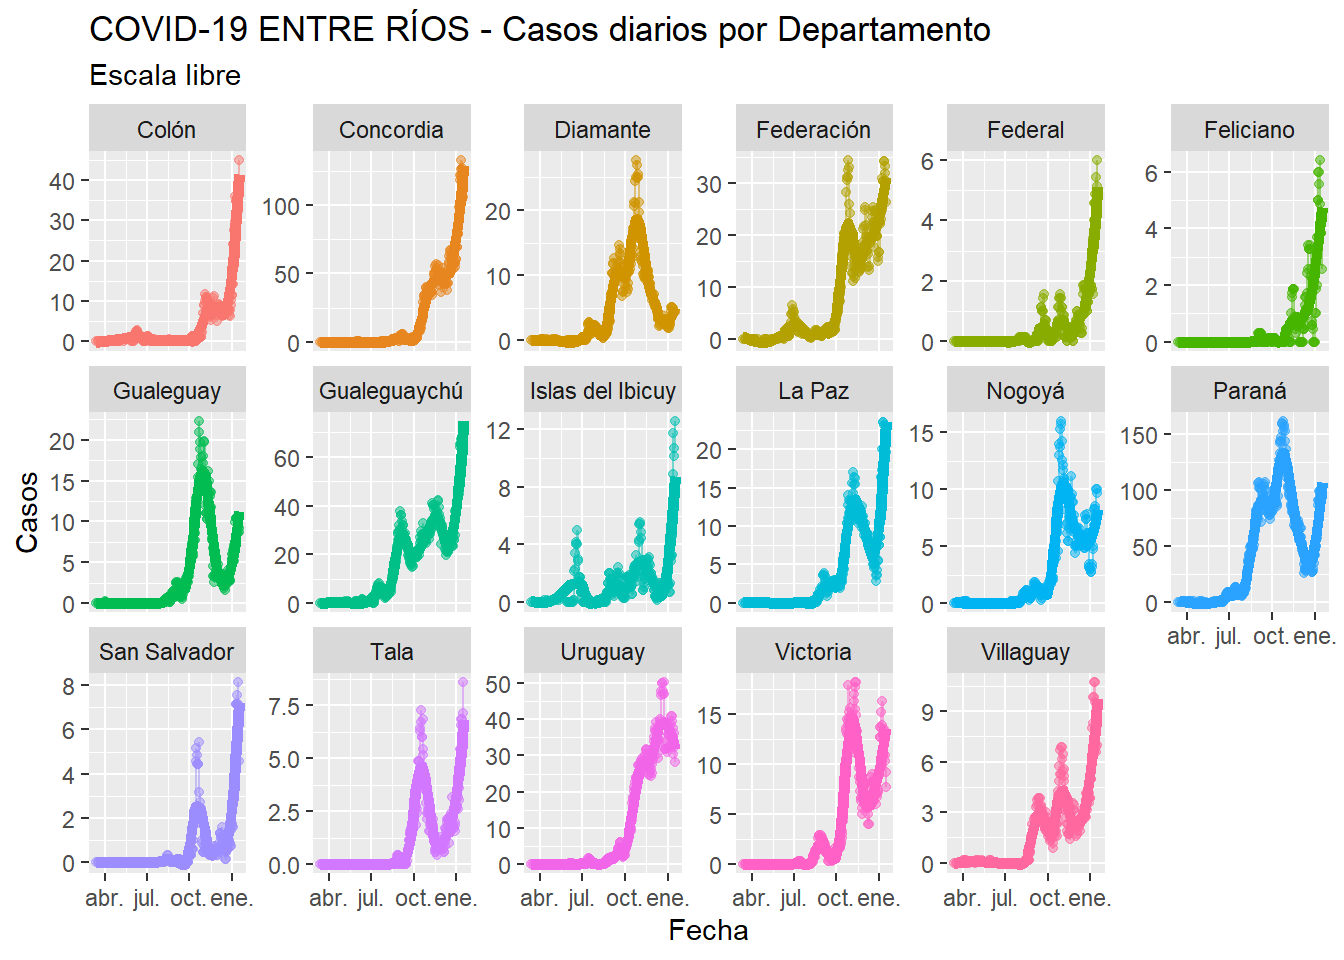 COVID-19 ENTRE RÍOS - Casos diarios por Departamento
Escala libre
Colón
Concordia
Diamante
Federación
Federal
Feliciano
40
30
20
10
0
100
50
0
30
20
10
0
30
20
10
0
6
4
2
0
6
4
2
0
Gualeguay
Gualeguaychú
Islas del Ibicuy
La Paz
Nogoyá
Paraná
20
15
10
5
0
60
40
20
0
12
8
4
0
20
15
10
5
0
15
10
5
0
150
100
50
0
abr. jul. oct. ene.
San Salvador
Tala
Uruguay
Victoria
Villaguay
8
6
4
2
0
7.5
5.0
2.5
0.0
50
40
30
20
10
0
15
10
5
0
9
6
3
0
abr. jul. oct. ene.
abr. jul. oct. ene.
abr. jul. oct. ene.
abr. jul. oct. ene.
abr. jul. oct. ene.
Casos
Fecha